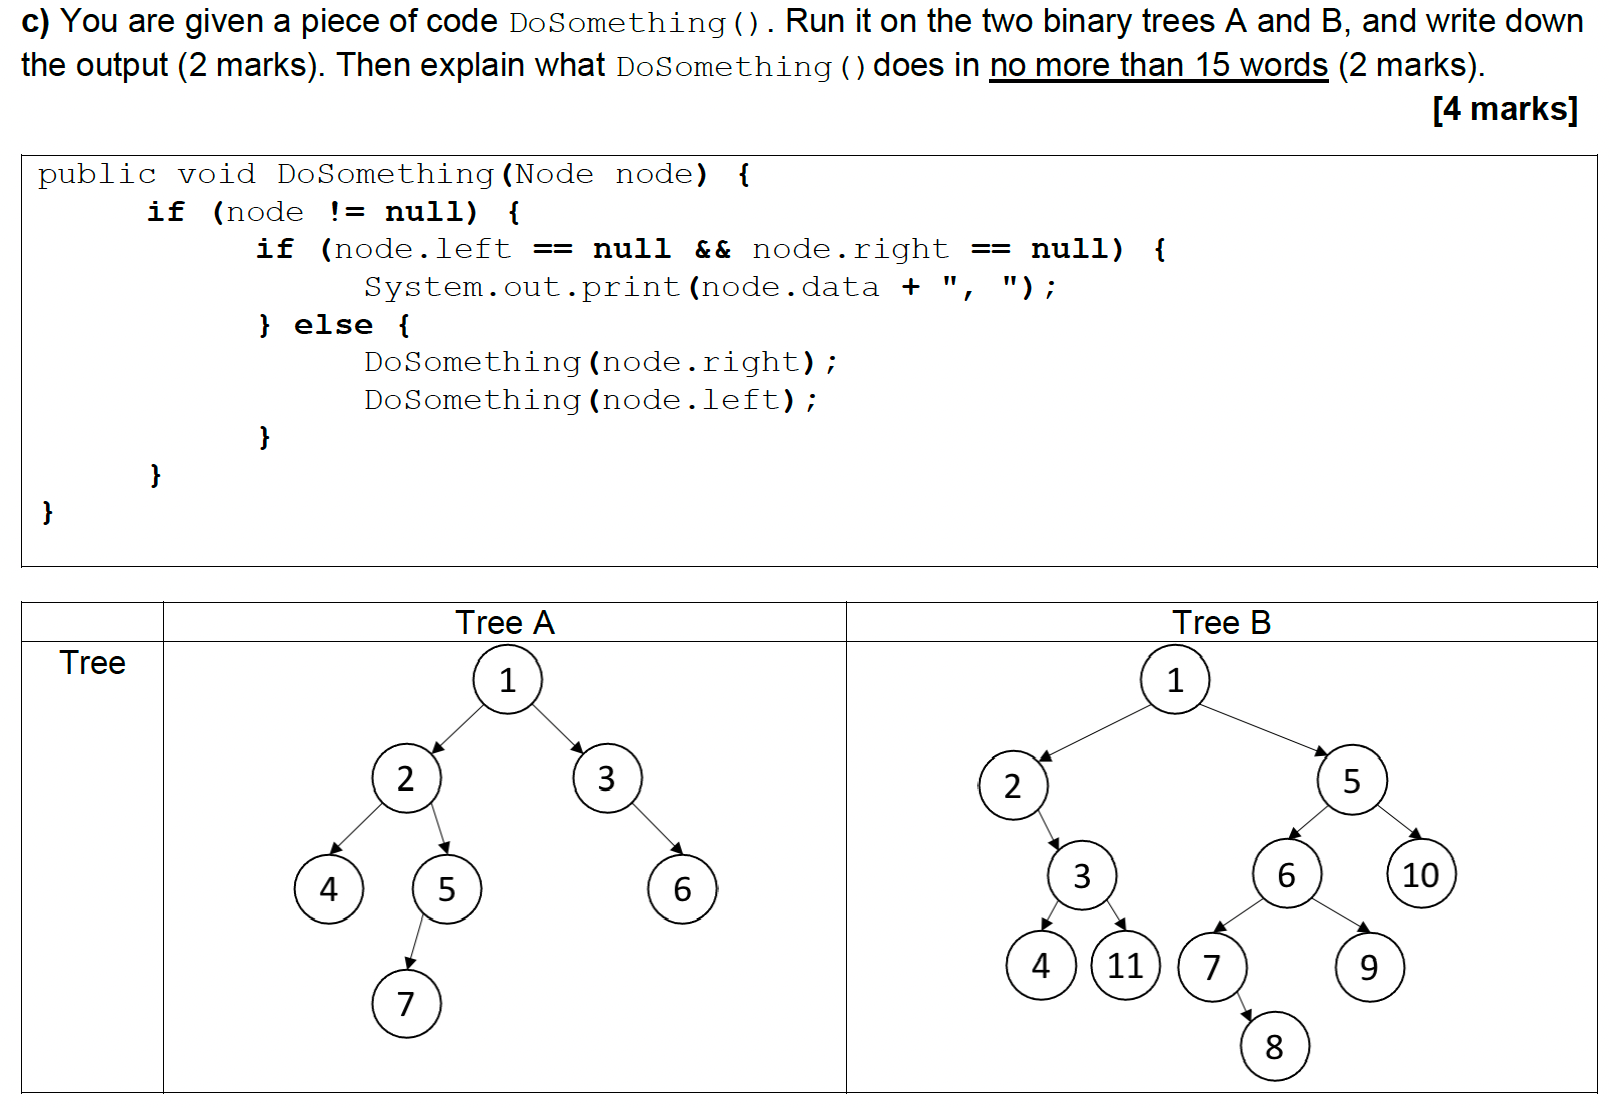 c) You are given a piece of code DoSomething(). Run it on the two binary trees A and B, and write down
the output (2 marks). Then explain what DoSomething() does in no more than 15 words (2 marks).
[4 marks]
public void DoSomething(Node node) {
if (node != null) {
if (node.left == null && node.right == null) {
System.out.print(node.data + ", ");
} else {
DoSomething(node.right);
DoSomething(node.left);
}
}
}
Tree A Tree B
Tree
1 1
2 3 2 5
4 5 6 3 6 10
7 4 11 7 9
8